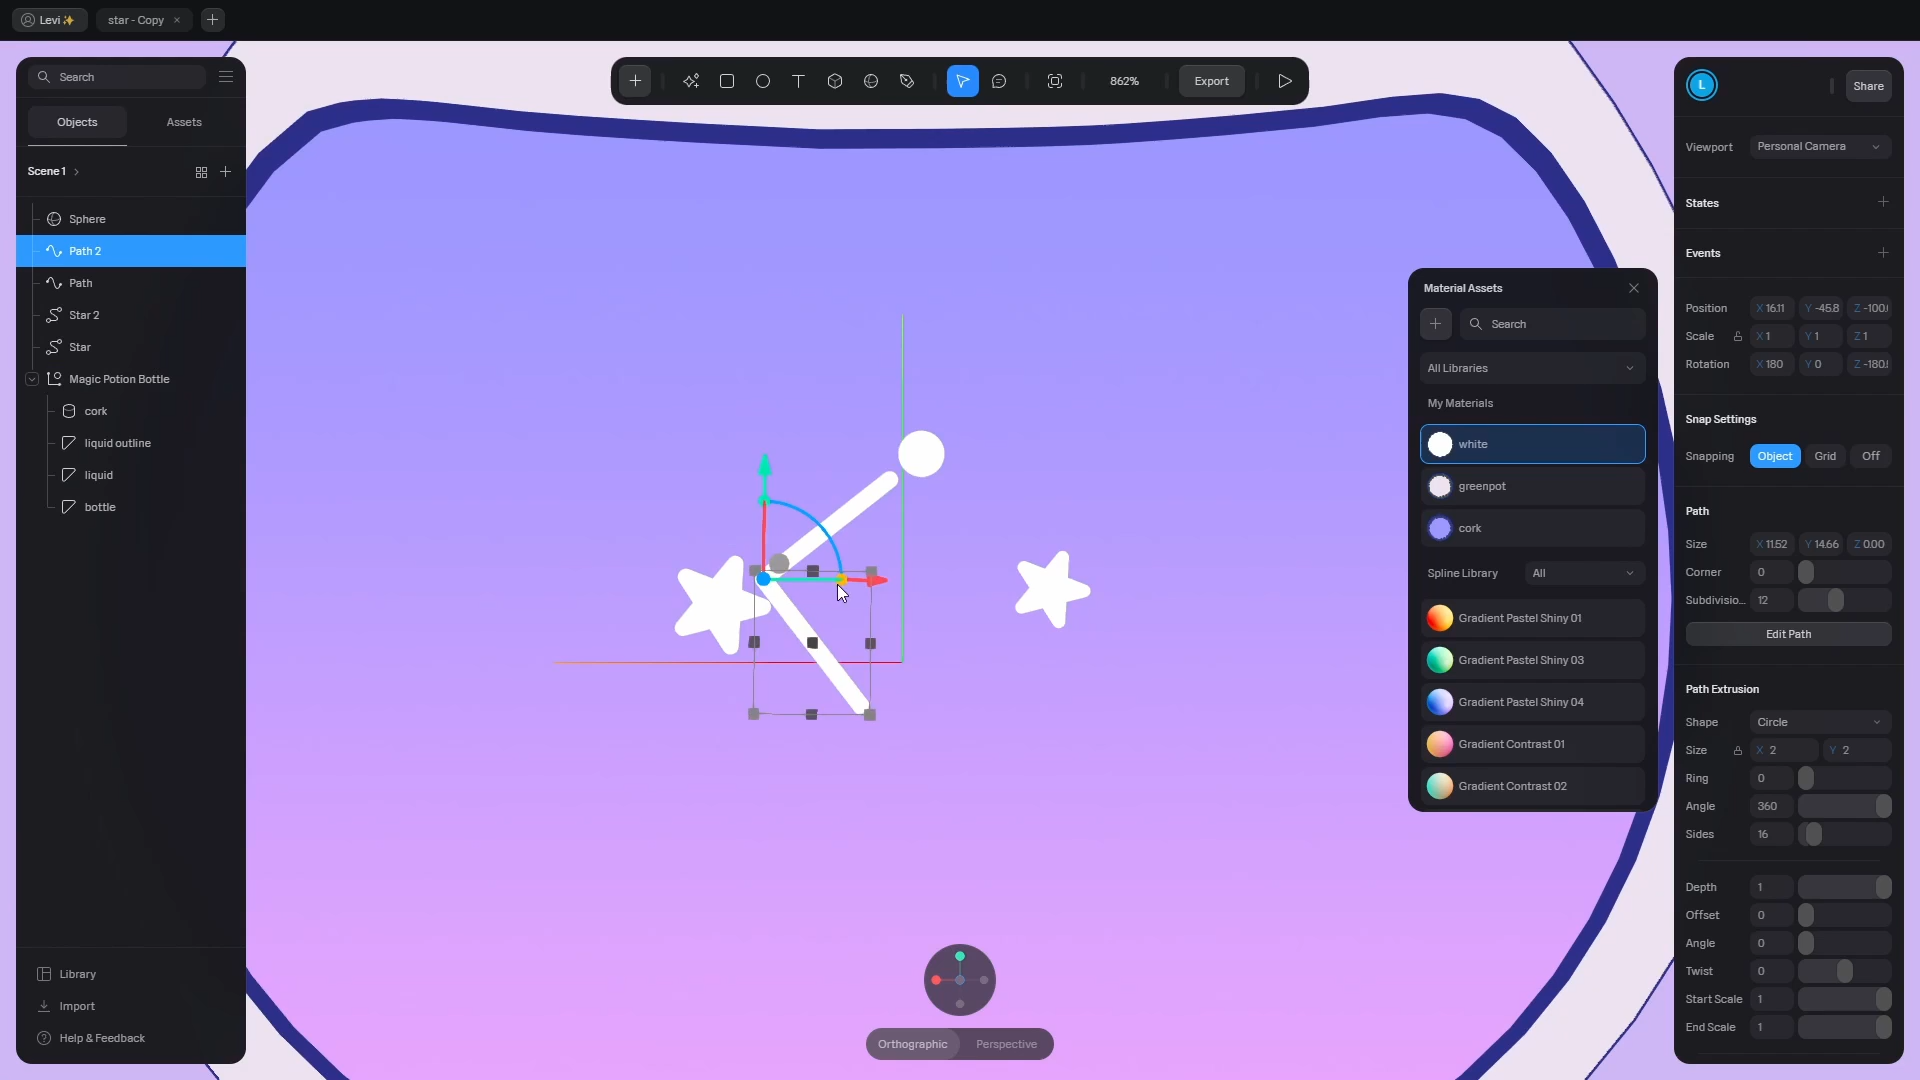 Levi✨
star - Copy
Search
Objects
Assets
Scene 1
Sphere
Path 2
Path
Star 2
Star
Magic Potion Bottle
cork
liquid outline
liquid
bottle
Library
Import
Help & Feedback
862%
Export
Orthographic
Perspective
Material Assets
Search
All Libraries
My Materials
white
greenpot
cork
Spline Library
All
Gradient Pastel Shiny 01
Gradient Pastel Shiny 03
Gradient Pastel Shiny 04
Gradient Contrast 01
Gradient Contrast 02
L
Share
Viewport Personal Camera
States
Events
Position X 16.11 Y -45.8 Z -100.
Scale X 1 Y 1 Z 1
Rotation X 180 Y 0 Z -180.
Snap Settings
Snapping Object Grid Off
Path
Size X 11.52 Y 14.66 Z 0.00
Corner 0
Subdivisio... 12
Edit Path
Path Extrusion
Shape Circle
Size X 2 Y 2
Ring 0
Angle 360
Sides 16
Depth 1
Offset 0
Angle 0
Twist 0
Start Scale 1
End Scale 1